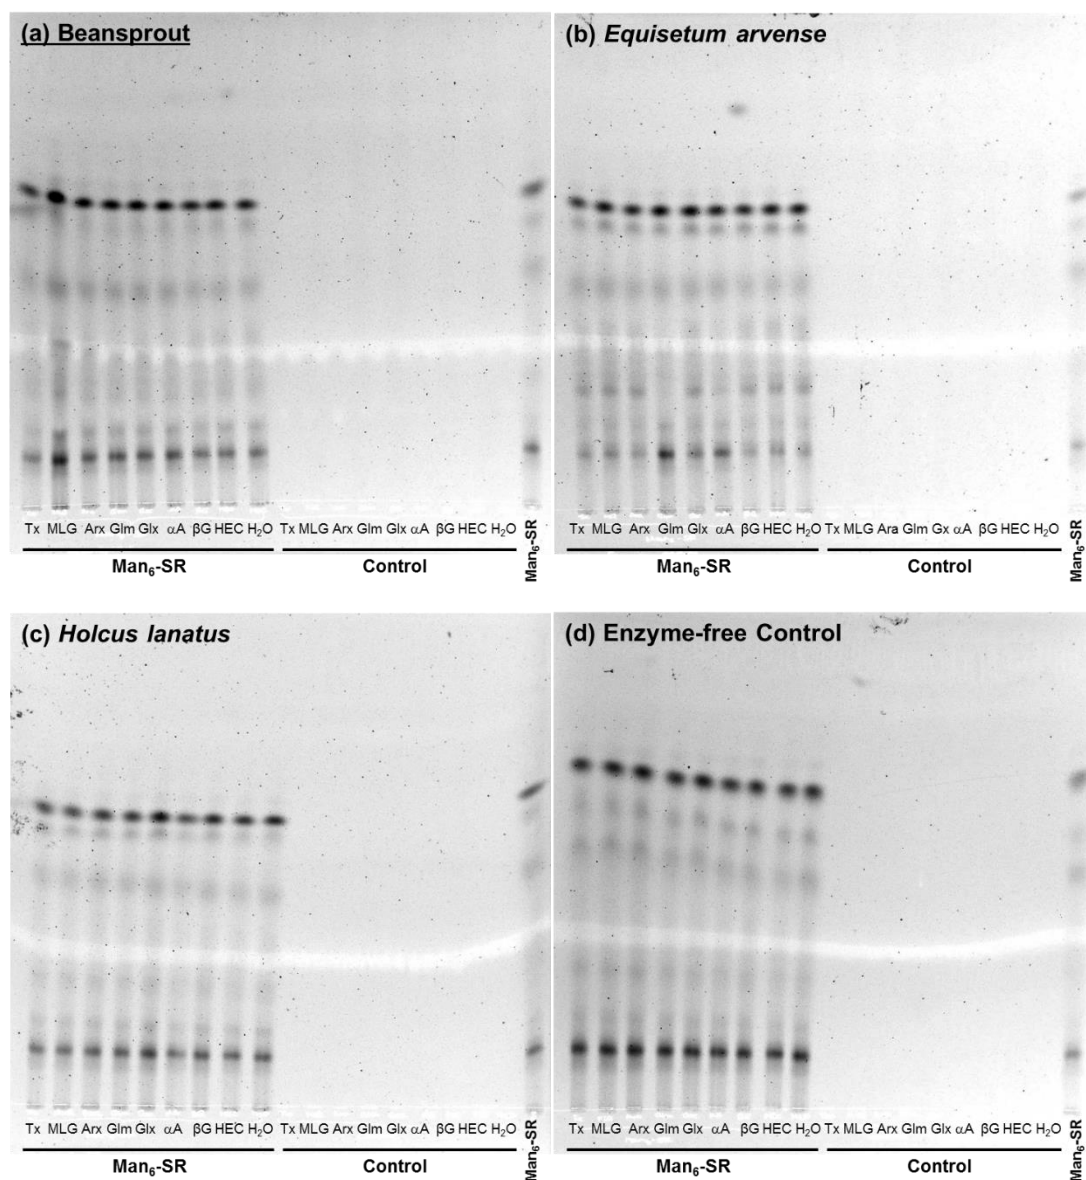 (a) Beansprout
Tx MLG Arx Glm Glx αA βG HEC H₂O Tx MLG Arx Glm Glx αA βG HEC H₂O
Man₆-SR Control
Man₆-SR
(b) Equisetum arvense
Tx MLG Arx Glm Glx αA βG HEC H₂O Tx MLG Ara Glm Gx αA βG HEC H₂O
Man₆-SR Control
Man₆-SR
(c) Holcus lanatus
Tx MLG Arx Glm Glx αA βG HEC H₂O Tx MLG Arx Glm Glx αA βG HEC H₂O
Man₆-SR Control
Man₆-SR
(d) Enzyme-free Control
Tx MLG Arx Glm Glx αA βG HEC H₂O Tx MLG Arx Glm Glx αA βG HEC H₂O
Man₆-SR Control
Man₆-SR